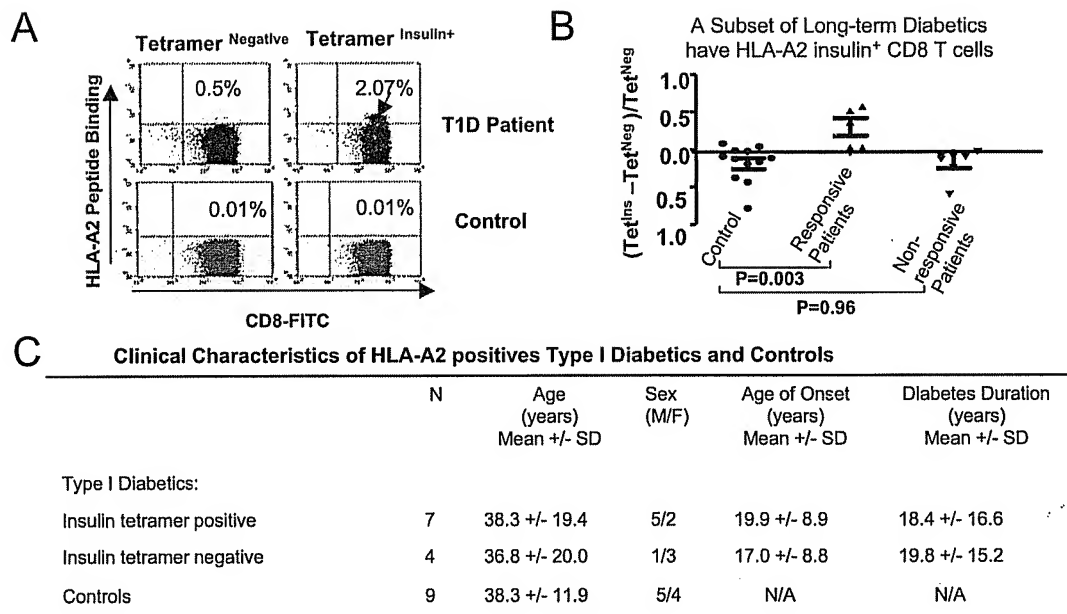 A
Tetramer Negative
Tetramer Insulin+
HLA-A2 Peptide Binding
0.5%
2.07%
T1D Patient
0.01%
0.01%
Control
CD8-FITC
B
A Subset of Long-term Diabetics
have HLA-A2 insulin+ CD8 T cells
(Tet Ins – Tet Neg)/Tet Neg
1.0
0.5
0.0
0.5
1.0
Control
Responsive
Patients
Non-
responsive
Patients
P=0.003
P=0.96
C
Clinical Characteristics of HLA-A2 positives Type I Diabetics and Controls
N Age Sex Age of Onset Diabetes Duration
(years) (M/F) (years) (years)
Mean +/- SD Mean +/- SD Mean +/- SD
Type I Diabetics:
Insulin tetramer positive 7 38.3 +/- 19.4 5/2 19.9 +/- 8.9 18.4 +/- 16.6
Insulin tetramer negative 4 36.8 +/- 20.0 1/3 17.0 +/- 8.8 19.8 +/- 15.2
Controls 9 38.3 +/- 11.9 5/4 N/A N/A